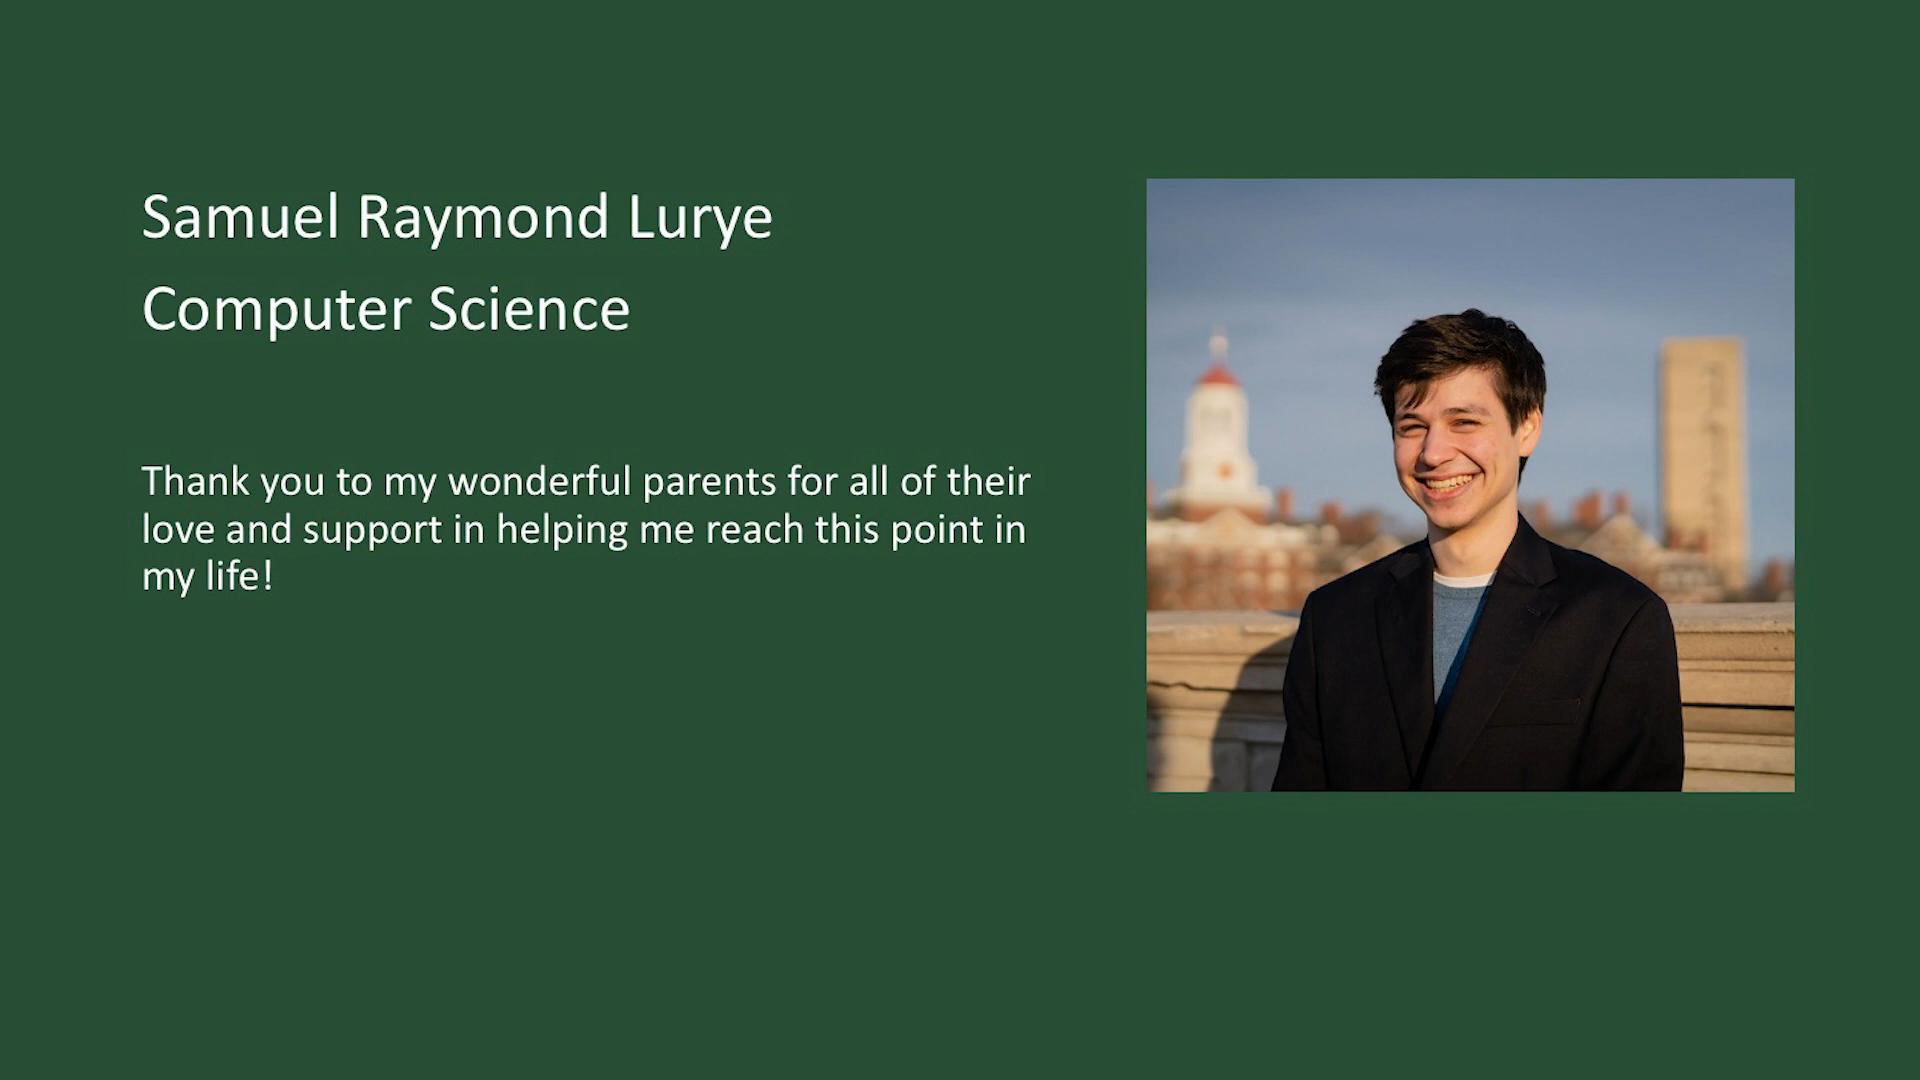 Samuel Raymond Lurye
Computer Science
Thank you to my wonderful parents for all of their
love and support in helping me reach this point in
my life!